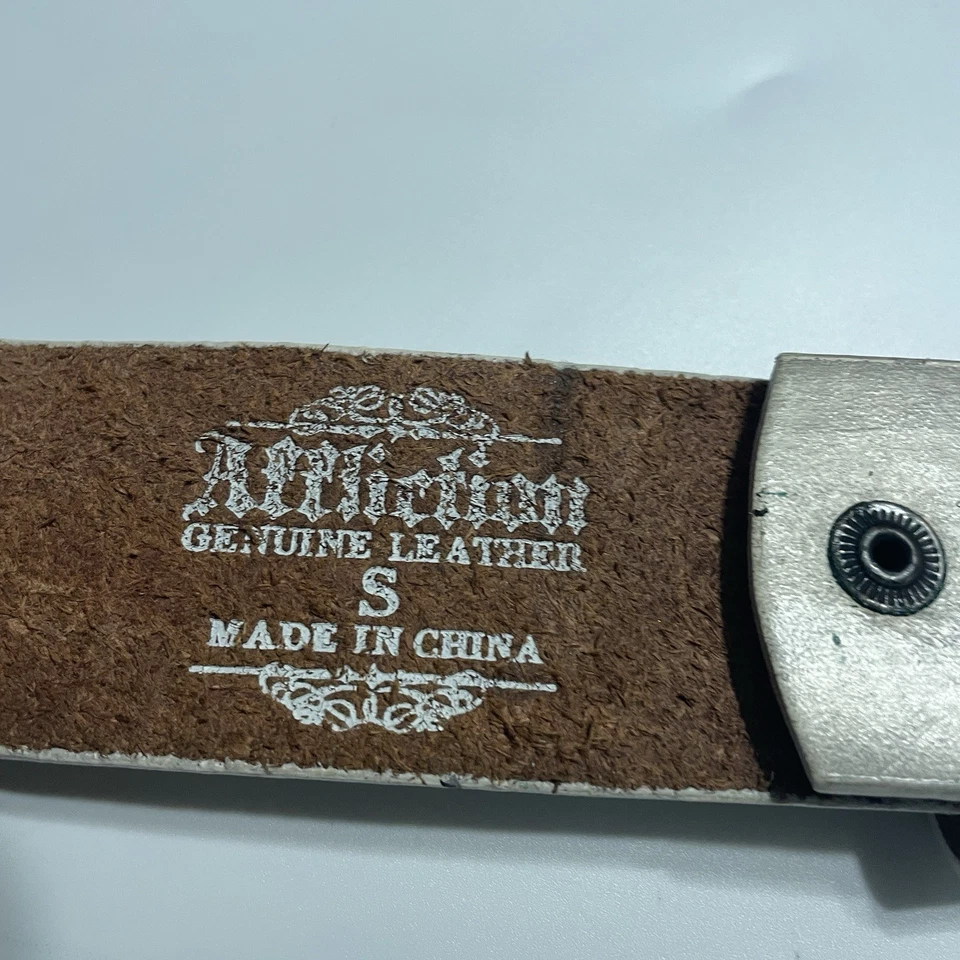 Affliction
GENUINE LEATHER
S
MADE IN CHINA